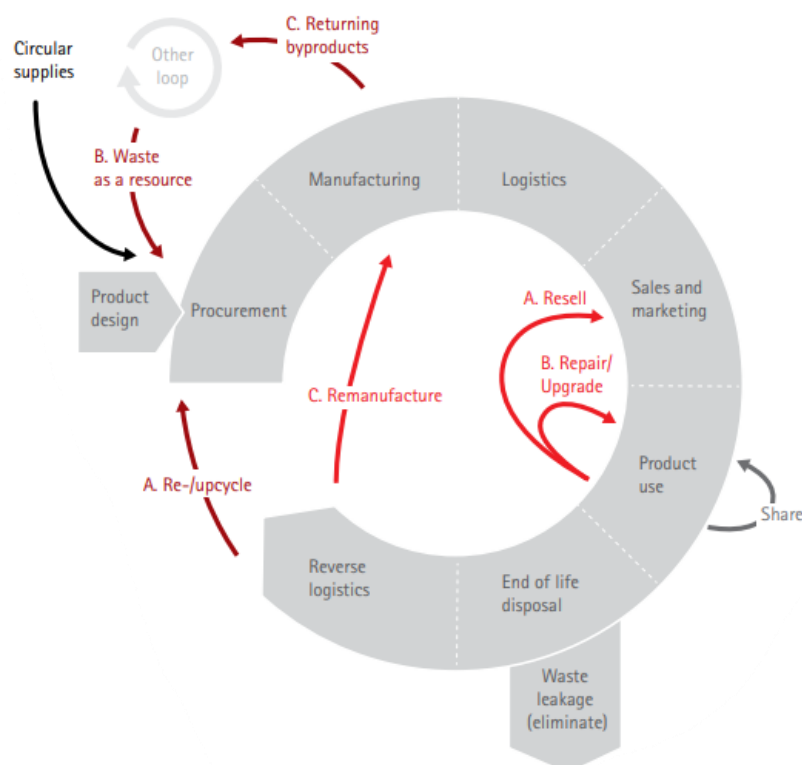 C. Returning
byproducts
Circular
supplies
Other
loop
B. Waste
as a resource
Manufacturing
Logistics
Product
design
Procurement
Sales and
marketing
A. Resell
B. Repair/
Upgrade
C. Remanufacture
A. Re-/upcycle
Product
use
Share
Reverse
logistics
End of life
disposal
Waste
leakage
(eliminate)